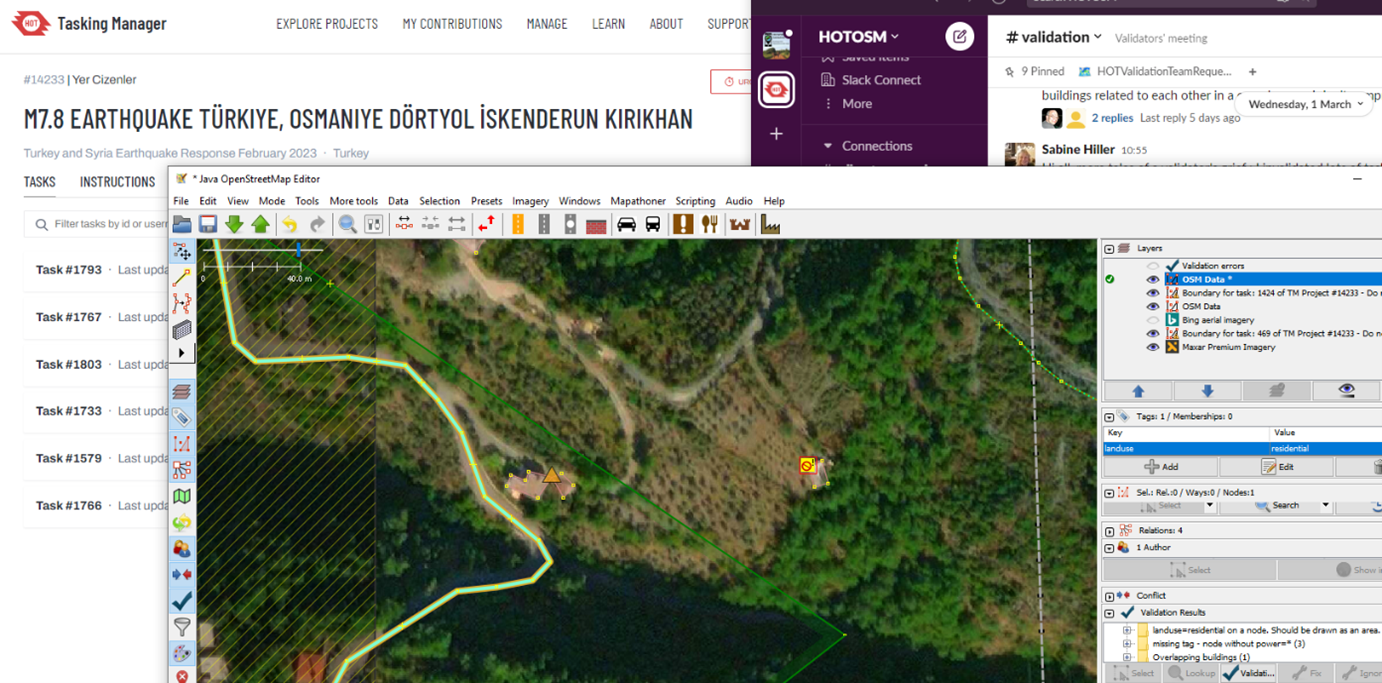 HOT Tasking Manager
EXPLORE PROJECTS MY CONTRIBUTIONS MANAGE LEARN ABOUT SUPPORT
#14233 | Yer Cizenler
M7.8 EARTHQUAKE TÜRKIYE, OSMANIYE DÖRTYOL İSKENDERUN KIRIKHAN
Turkey and Syria Earthquake Response February 2023 · Turkey
TASKS INSTRUCTIONS
Filter tasks by id or usern
Task #1793 · Last upda
Task #1767 · Last upda
Task #1803 · Last upda
Task #1733 · Last upda
Task #1579 · Last upda
Task #1766 · Last upda
HOTOSM
Saved items
Slack Connect
More
Connections
# validation Validators' meeting
9 Pinned HOTValidationTeamReque... +
buildings related to each other in a
Wednesday, 1 March
2 replies Last reply 5 days ago
Sabine Hiller 10:55
* Java OpenStreetMap Editor
File Edit View Mode Tools More tools Data Selection Presets Imagery Windows Mapathoner Scripting Audio Help
0 40.0 m
Layers
Validation errors
OSM Data *
Boundary for task: 1424 of TM Project #14233 - Do n
OSM Data
Bing aerial imagery
Boundary for task: 469 of TM Project #14233 - Do no
Maxar Premium Imagery
Tags: 1 / Memberships: 0
Key Value
landuse residential
Add Edit
Sel.: Rel.:0 / Ways:0 / Nodes:1
Select Search
Relations: 4
1 Author
Select Show i
Conflict
Validation Results
landuse=residential on a node. Should be drawn as an area.
missing tag - node without power=* (3)
Overlapping buildings (1)
Select Lookup Validati... Fix Ignor